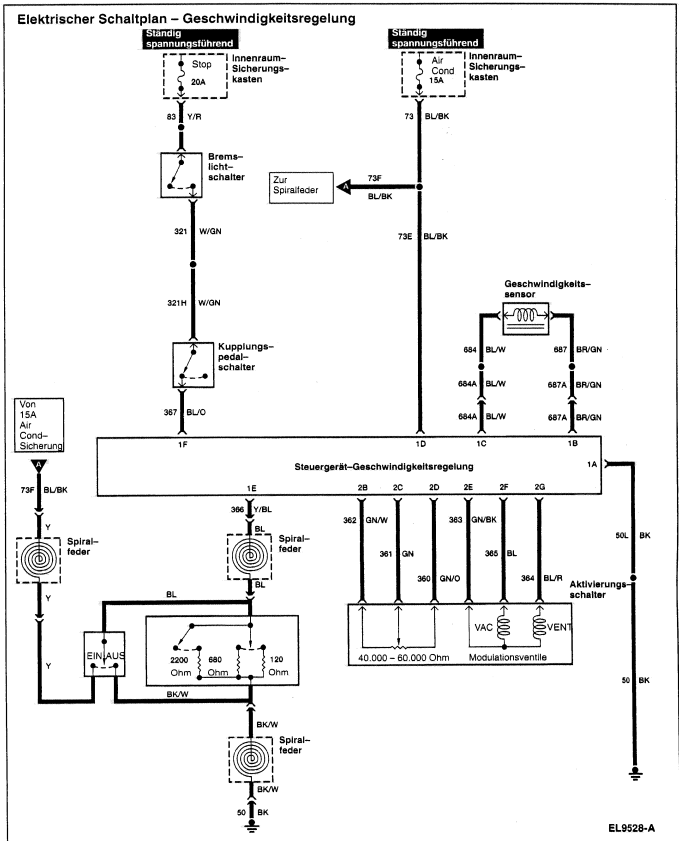 Elektrischer Schaltplan – Geschwindigkeitsregelung
Ständig
spannungsführend
Ständig
spannungsführend
Stop
20A
Innenraum–
Sicherungs–
kasten
Air
Cond
15A
Innenraum–
Sicherungs–
kasten
83 Y/R
73 BL/BK
Brems–
licht–
schalter
Zur
Spiralfeder
A
73F
BL/BK
321 W/GN
73E BL/BK
321H W/GN
Geschwindigkeits–
sensor
Kupplungs–
pedal–
schalter
684 BL/W
687 BR/GN
684A BL/W
687A BR/GN
367 BL/O
684A BL/W
687A BR/GN
Von
15A
Air
Cond–
Sicherung
A
1F
1D
1C
1B
1A
Steuergerät–Geschwindigkeitsregelung
1E
2B
2C
2D
2E
2F
2G
73F BL/BK
366 Y/BL
362 GN/W
361 GN
360 GN/O
363 GN/BK
365 BL
364 BL/R
50L BK
Y
BL
Spiral–
feder
Spiral–
feder
Y
BL
BL
Aktivierungs–
schalter
EIN AUS
Y
2200
Ohm
680
Ohm
120
Ohm
VAC
VENT
40.000 – 60.000 Ohm
Modulationsventile
BK/W
50 BK
BK/W
Spiral–
feder
BK/W
50 BK
EL9528-A